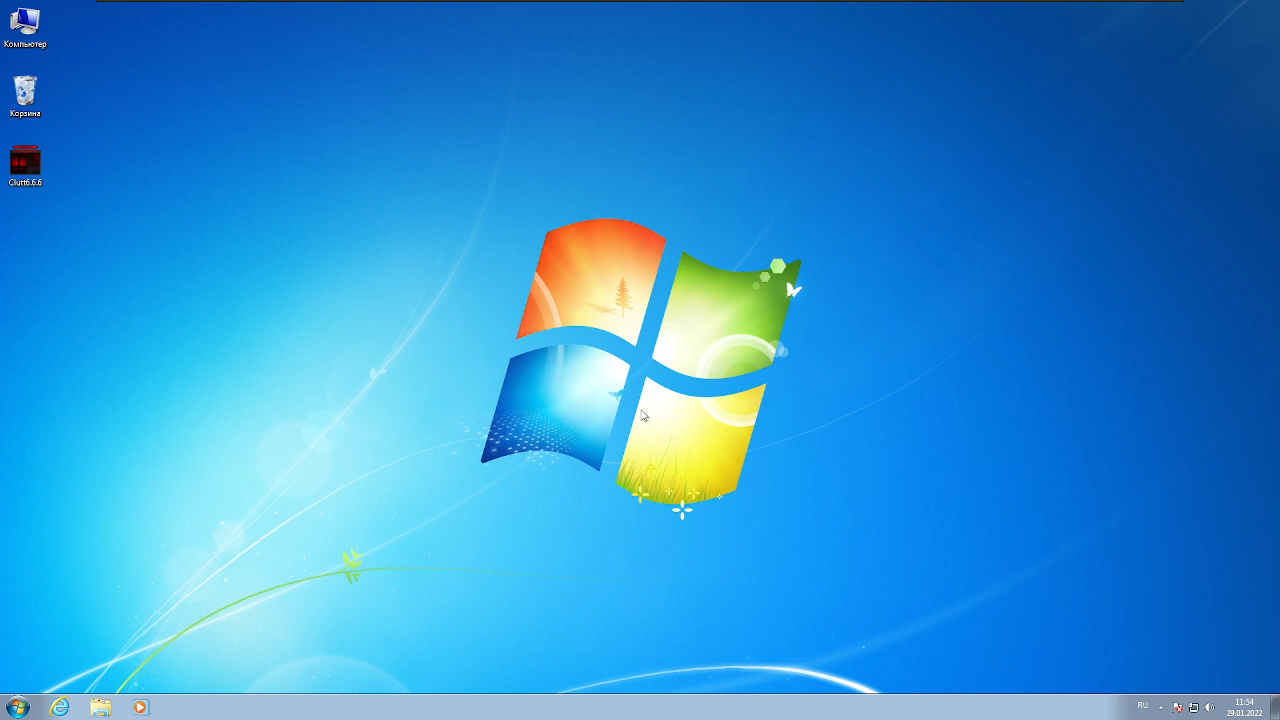 Компьютер
Корзина
Clutt6.6.6
RU
11:54
29.01.2022